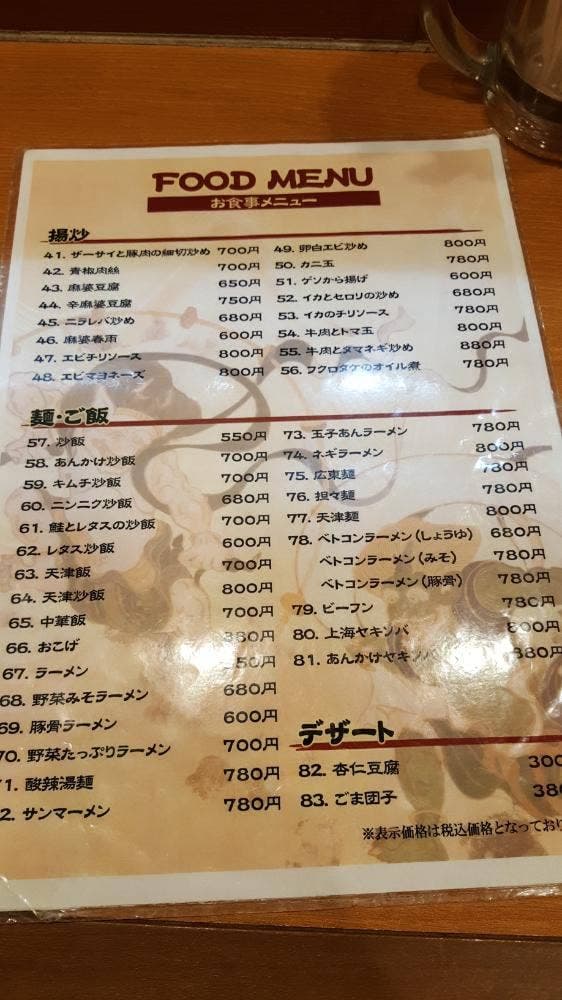 FOOD MENU
お食事メニュー
揚炒
41. ザーサイと豚肉の細切炒め 700円
42. 青椒肉絲 700円
43. 麻婆豆腐 650円
44. 辛麻婆豆腐 750円
45. ニラレバ炒め 680円
46. 麻婆春雨 600円
47. エビチリソース 800円
48. エビマヨネーズ 800円
49. 卵白エビ炒め 800円
50. カニ玉 780円
51. ゲソから揚げ 600円
52. イカとセロリの炒め 680円
53. イカのチリソース 780円
54. 牛肉とトマ玉 800円
55. 牛肉とタマネギ炒め 880円
56. フクロタケのオイル煮 780円
麺・ご飯
57. 炒飯 550円
58. あんかけ炒飯 700円
59. キムチ炒飯 700円
60. ニンニク炒飯 680円
61. 鮭とレタスの炒飯 700円
62. レタス炒飯 600円
63. 天津飯 700円
64. 天津炒飯 800円
65. 中華飯 700円
66. おこげ
67. ラーメン
68. 野菜みそラーメン 680円
69. 豚骨ラーメン 600円
70. 野菜たっぷりラーメン 700円
71. 酸辣湯麺 780円
2. サンマーメン 780円
73. 玉子あんラーメン 780円
74. ネギラーメン 800円
75. 広東麺 780円
76. 担々麺 780円
77. 天津麺 800円
78. ベトコンラーメン(しょうゆ) 680円
ベトコンラーメン(みそ) 780円
ベトコンラーメン(豚骨) 780円
79. ビーフン 780円
80. 上海ヤキソバ 800円
81. あんかけヤキソバ 880円
デザート
82. 杏仁豆腐 300
83. ごま団子 380
※表示価格は税込価格となっており